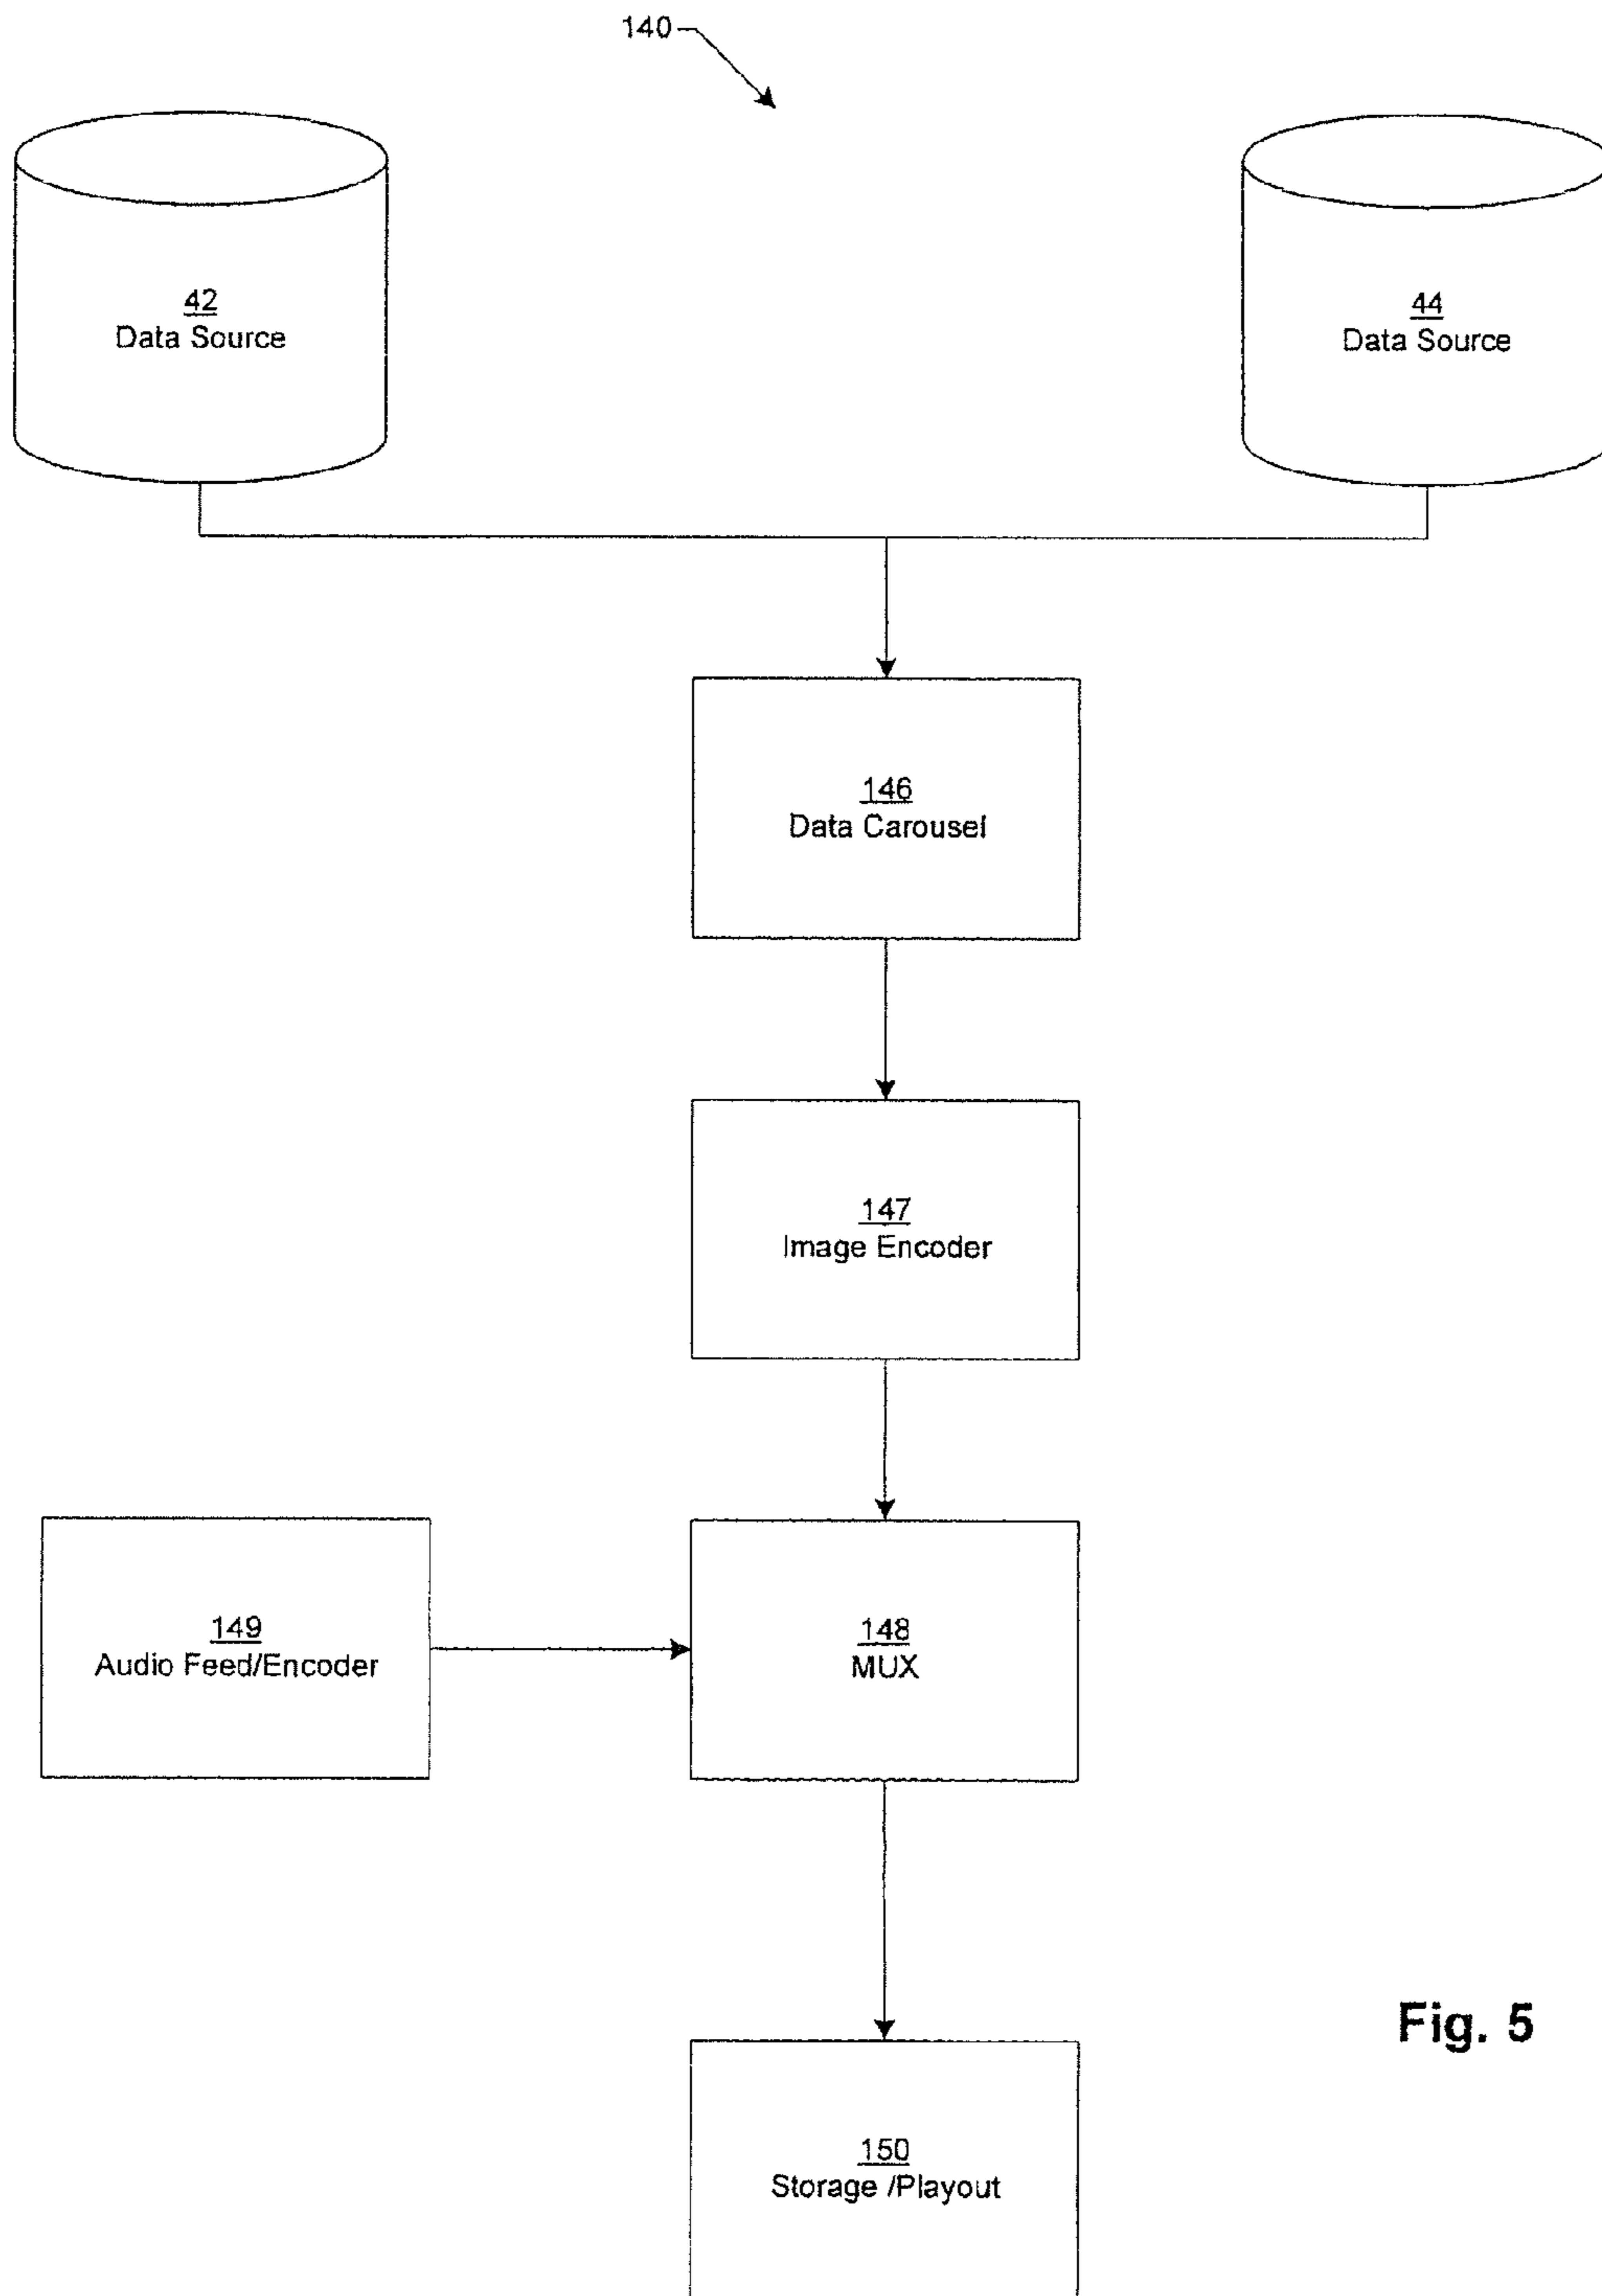 140
42
Data Source
44
Data Source
146
Data Carousel
147
Image Encoder
149
Audio Feed/Encoder
148
MUX
150
Storage /Playout
Fig. 5